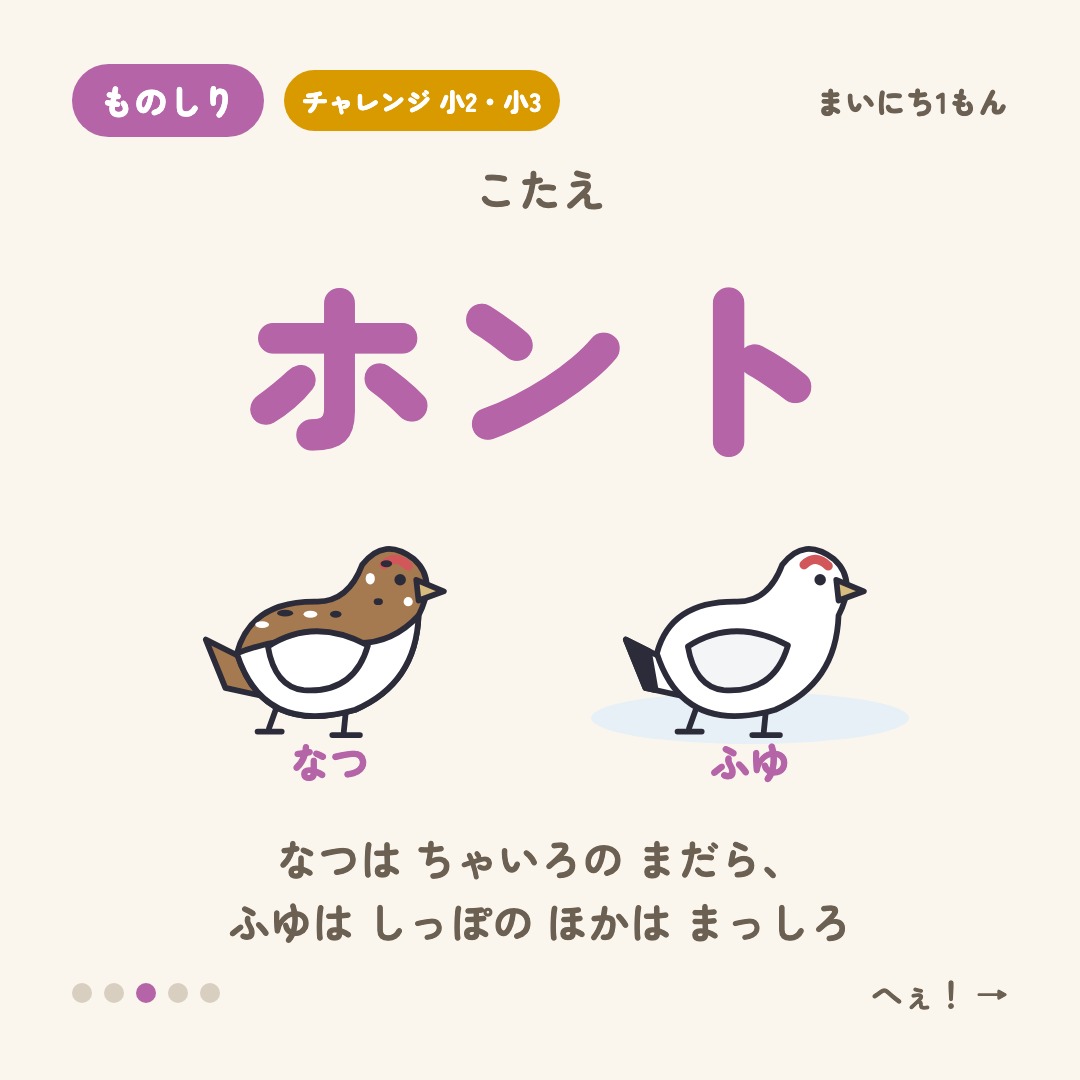 ものしり
チャレンジ 小2・小3
まいにち1もん
こたえ
ホント
なつ
ふゆ
なつは ちゃいろの まだら、
ふゆは しっぽの ほかは まっしろ
へぇ！ →